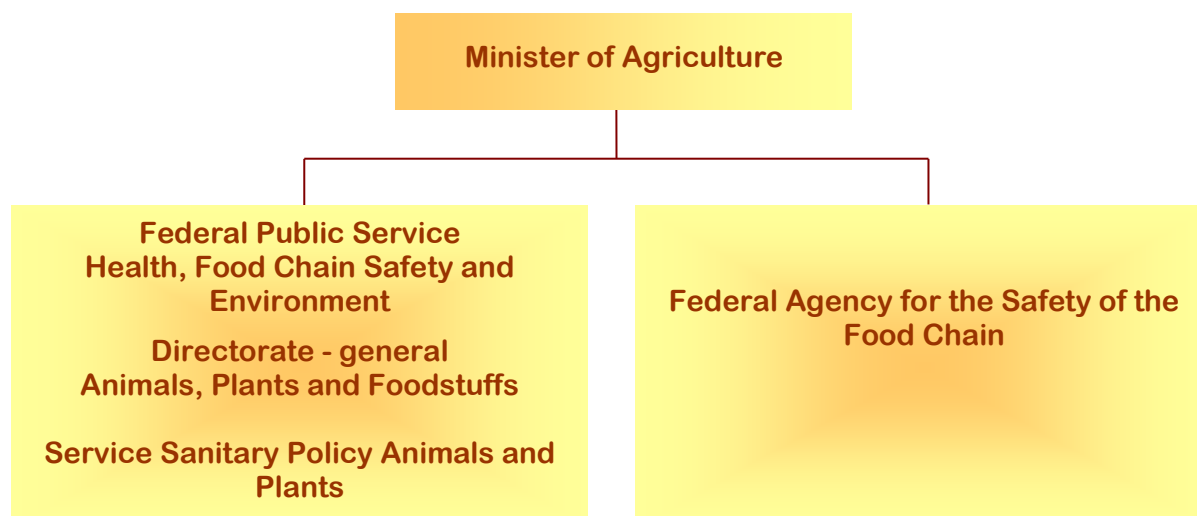 Minister of Agriculture
Federal Public Service
Health, Food Chain Safety and
Environment
Directorate - general
Animals, Plants and Foodstuffs
Service Sanitary Policy Animals and
Plants
Federal Agency for the Safety of the
Food Chain